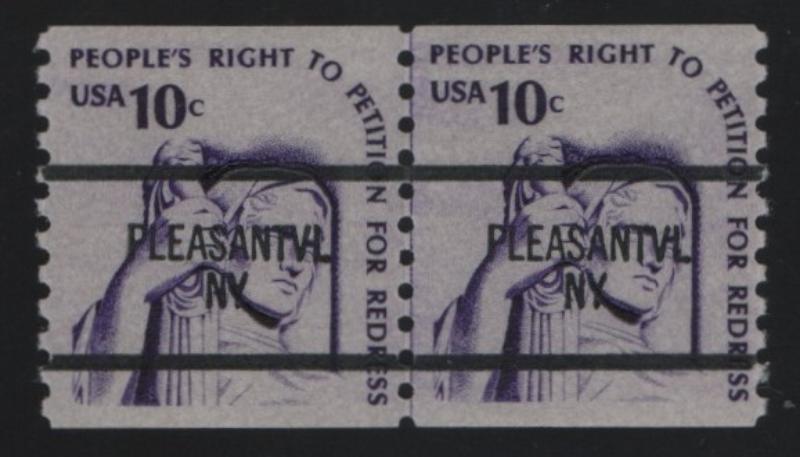 PEOPLE'S RIGHT TO PETITION FOR REDRESS
USA 10c
PLEASANTVL
NY
PEOPLE'S RIGHT TO PETITION FOR REDRESS
USA 10c
PLEASANTVL
NY